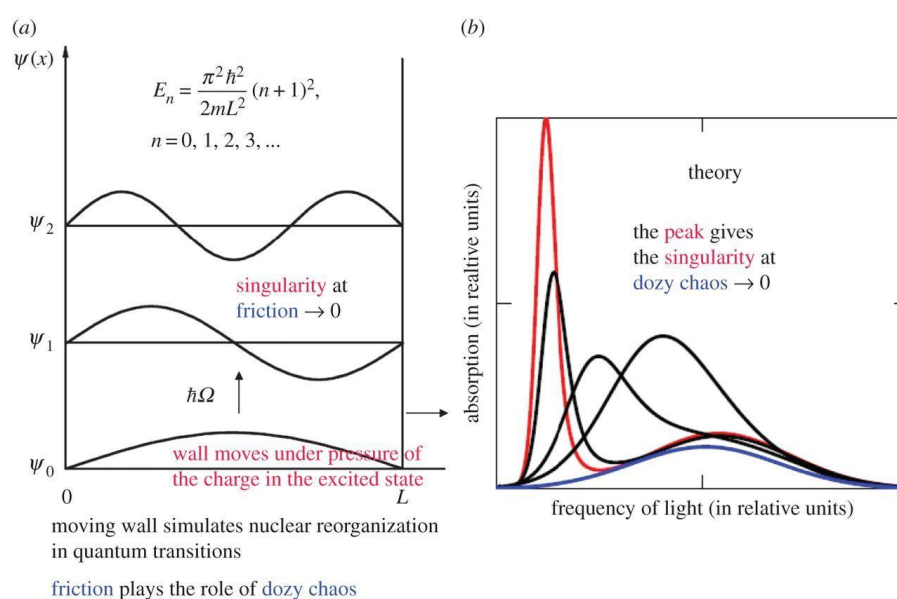 (a)
ψ(x)
E_n = π²ħ² / 2mL² (n + 1)²,
n = 0, 1, 2, 3, ...
ψ₂
singularity at
friction → 0
ψ₁
ħΩ
ψ₀
wall moves under pressure of
the charge in the excited state
0 L
moving wall simulates nuclear reorganization
in quantum transitions
friction plays the role of dozy chaos
(b)
theory
the peak gives
the singularity at
dozy chaos → 0
absorption (in realtive units)
frequency of light (in relative units)